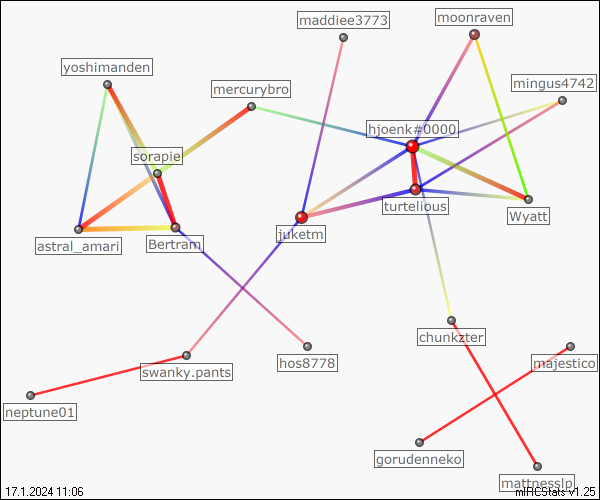 maddiee3773
moonraven
yoshimanden
mercurybro
mingus4742
hjoenk#0000
sorapie
turtelious
Wyatt
astral_amari
Bertram
juketm
chunkzter
swanky.pants
hos8778
majestico
neptune01
gorudenneko
mattnesslp
17.1.2024 11:06
mIRCStats v1.25